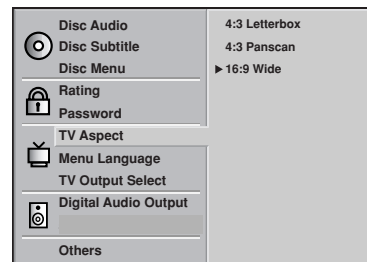 Disc Audio
Disc Subtitle
Disc Menu
Rating
Password
TV Aspect
Menu Language
TV Output Select
Digital Audio Output
Others
4:3 Letterbox
4:3 Panscan
16:9 Wide